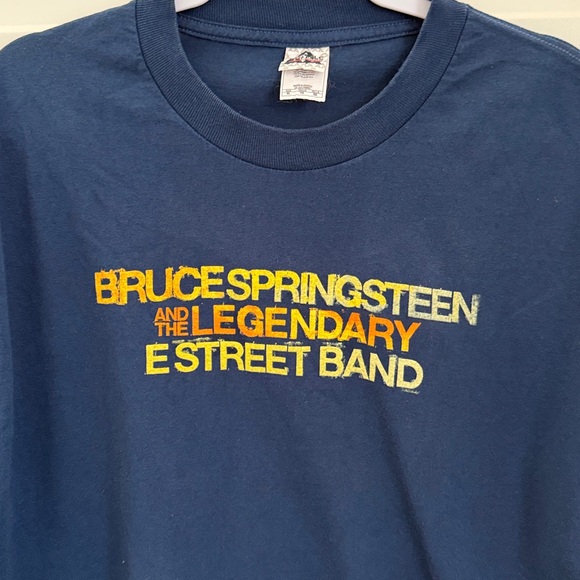 BRUCE SPRINGSTEEN
AND THE LEGENDARY
E STREET BAND